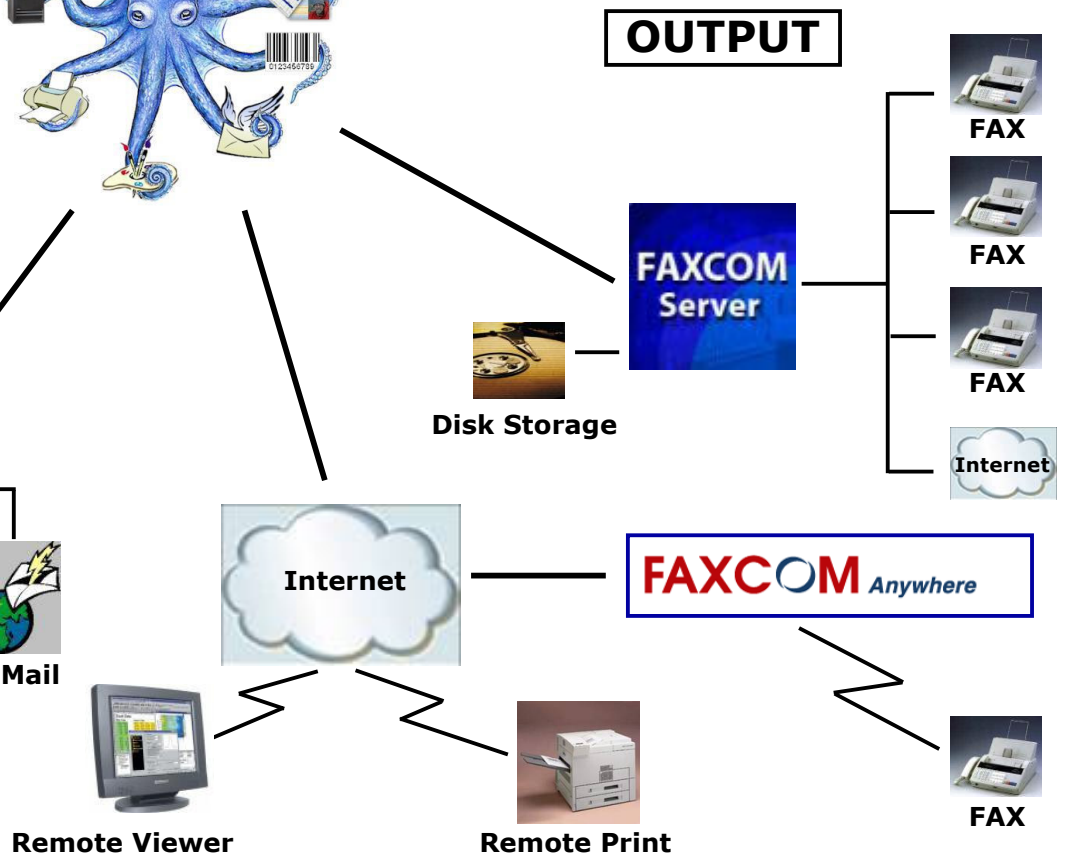 OUTPUT
0123456789
FAX
FAX
FAXCOM
Server
FAX
Disk Storage
Internet
Internet
FAXCOM Anywhere
Mail
Remote Viewer
Remote Print
FAX